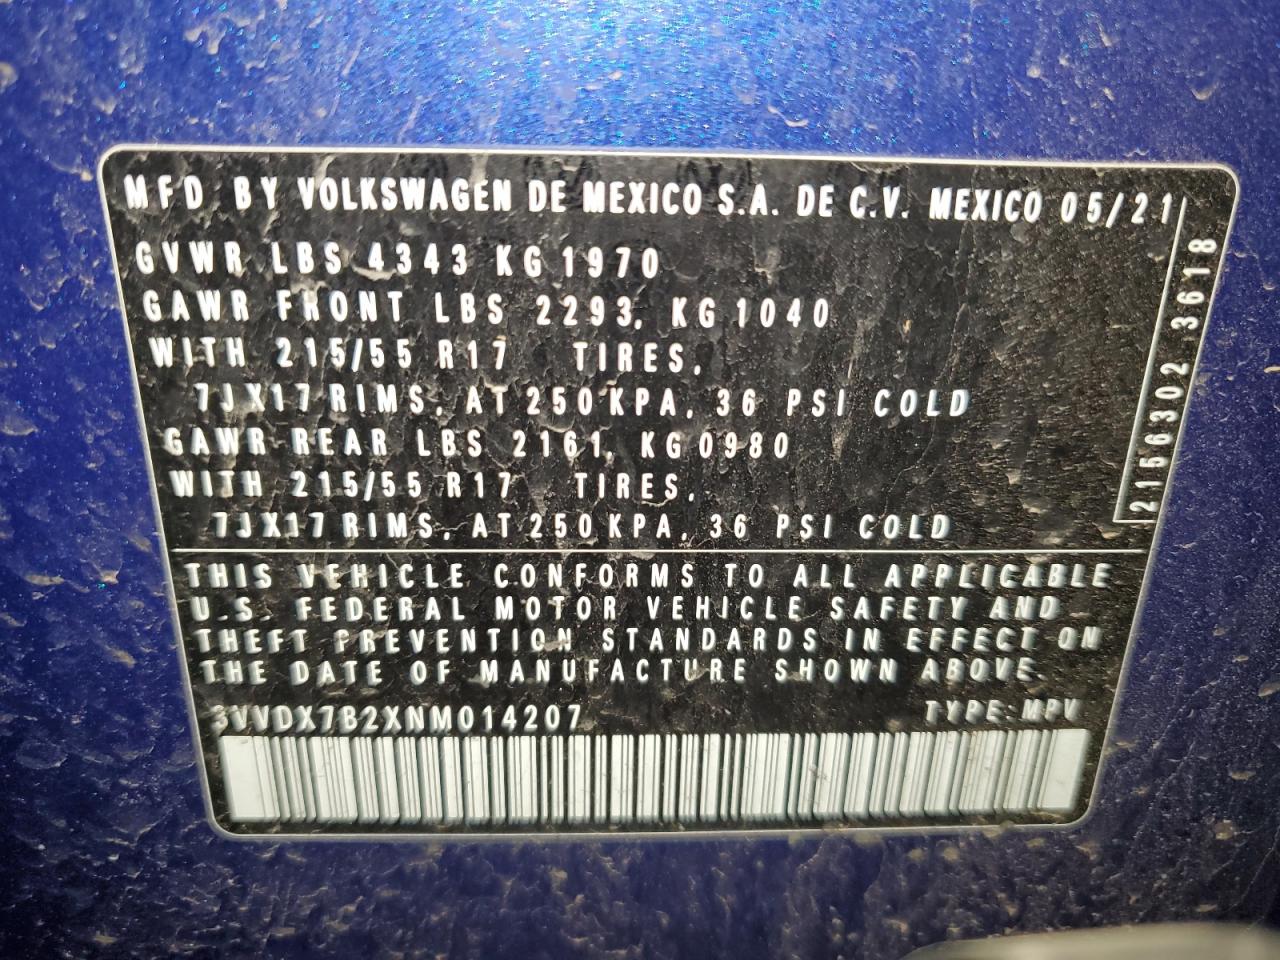 MFD BY VOLKSWAGEN DE MEXICO S.A. DE C.V. MEXICO 05/21
GVWR LBS 4343 KG 1970
GAWR FRONT LBS 2293, KG 1040
WITH 215/55 R17 TIRES,
7JX17 RIMS, AT 250 KPA, 36 PSI COLD
GAWR REAR LBS 2161, KG 0980
WITH 215/55 R17 TIRES,
7JX17 RIMS, AT 250 KPA, 36 PSI COLD
2156302 3618
THIS VEHICLE CONFORMS TO ALL APPLICABLE
U.S. FEDERAL MOTOR VEHICLE SAFETY AND
THEFT PREVENTION STANDARDS IN EFFECT ON
THE DATE OF MANUFACTURE SHOWN ABOVE.
3VVDX7B2XNM014207 TYPE: MPV